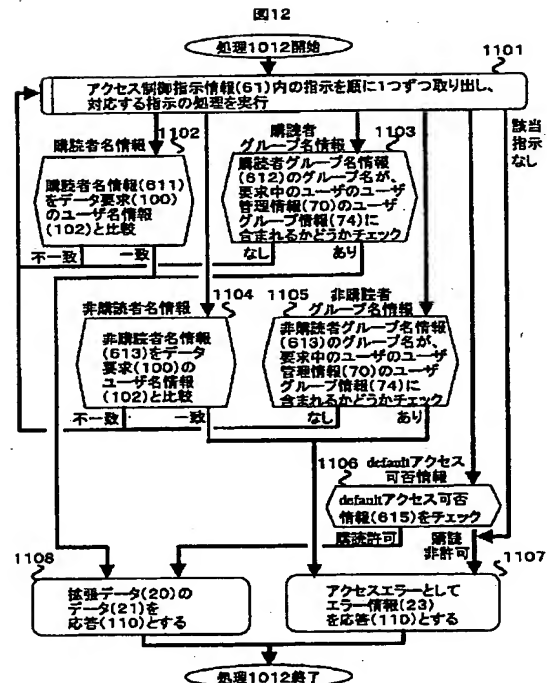 図12
処理1012開始
1101
アクセス制御指示情報(61)内の指示を順に1つずつ取り出し、
対応する指示の処理を実行
購読者名情報
1102
購読者名情報(611)
をデータ要求(100)
のユーザ名情報
(102)と比較
不一致
一致
購読者
グループ名情報
1103
購読者グループ名情報
(612)のグループ名が、
要求中のユーザのユーザ
管理情報(70)のユーザ
グループ情報(74)に
含まれるかどうかチェック
なし
あり
該当
指示
なし
非購読者名情報
1104
非購読者名情報
(613)をデータ
要求(100)の
ユーザ名情報
(102)と比較
不一致
一致
1105
非購読者
グループ名情報
非購読者グループ名情報
(613)のグループ名が、
要求中のユーザのユーザ
管理情報(70)のユーザ
グループ情報(74)に
含まれるかどうかチェック
なし
あり
1106
defaultアクセス
可否情報
defaultアクセス可否
情報(615)をチェック
購読許可
購読
非許可
1108
拡張データ(20)の
データ(21)を
応答(110)とする
1107
アクセスエラーとして
エラー情報(23)
を応答(110)とする
処理1012終了